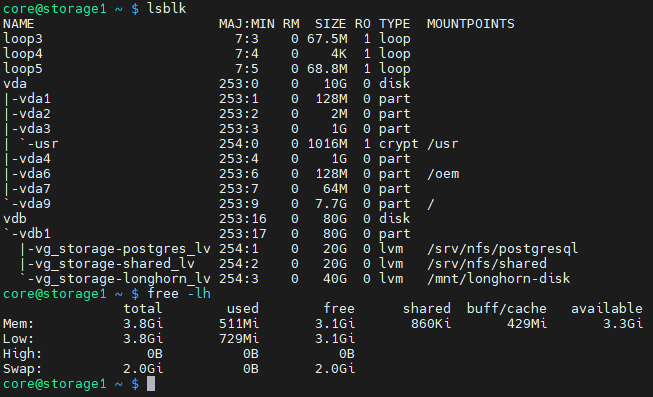 core@storage1 ~ $ lsblk
NAME                       MAJ:MIN RM  SIZE RO TYPE  MOUNTPOINTS
loop3                        7:3    0 67.5M  1 loop
loop4                        7:4    0    4K  1 loop
loop5                        7:5    0 68.8M  1 loop
vda                        253:0    0   10G  0 disk
|-vda1                     253:1    0  128M  0 part
|-vda2                     253:2    0    2M  0 part
|-vda3                     253:3    0    1G  0 part
| `-usr                    254:0    0 1016M  1 crypt /usr
|-vda4                     253:4    0    1G  0 part
|-vda6                     253:6    0  128M  0 part  /oem
|-vda7                     253:7    0   64M  0 part
`-vda9                     253:9    0  7.7G  0 part  /
vdb                        253:16   0   80G  0 disk
`-vdb1                     253:17   0   80G  0 part
  |-vg_storage-postgres_lv 254:1    0   20G  0 lvm   /srv/nfs/postgresql
  |-vg_storage-shared_lv   254:2    0   20G  0 lvm   /srv/nfs/shared
  `-vg_storage-longhorn_lv 254:3    0   40G  0 lvm   /mnt/longhorn-disk
core@storage1 ~ $ free -lh
               total        used        free      shared  buff/cache   available
Mem:           3.8Gi       511Mi       3.1Gi       860Ki       429Mi       3.3Gi
Low:           3.8Gi       729Mi       3.1Gi
High:             0B          0B          0B
Swap:          2.0Gi          0B       2.0Gi
core@storage1 ~ $